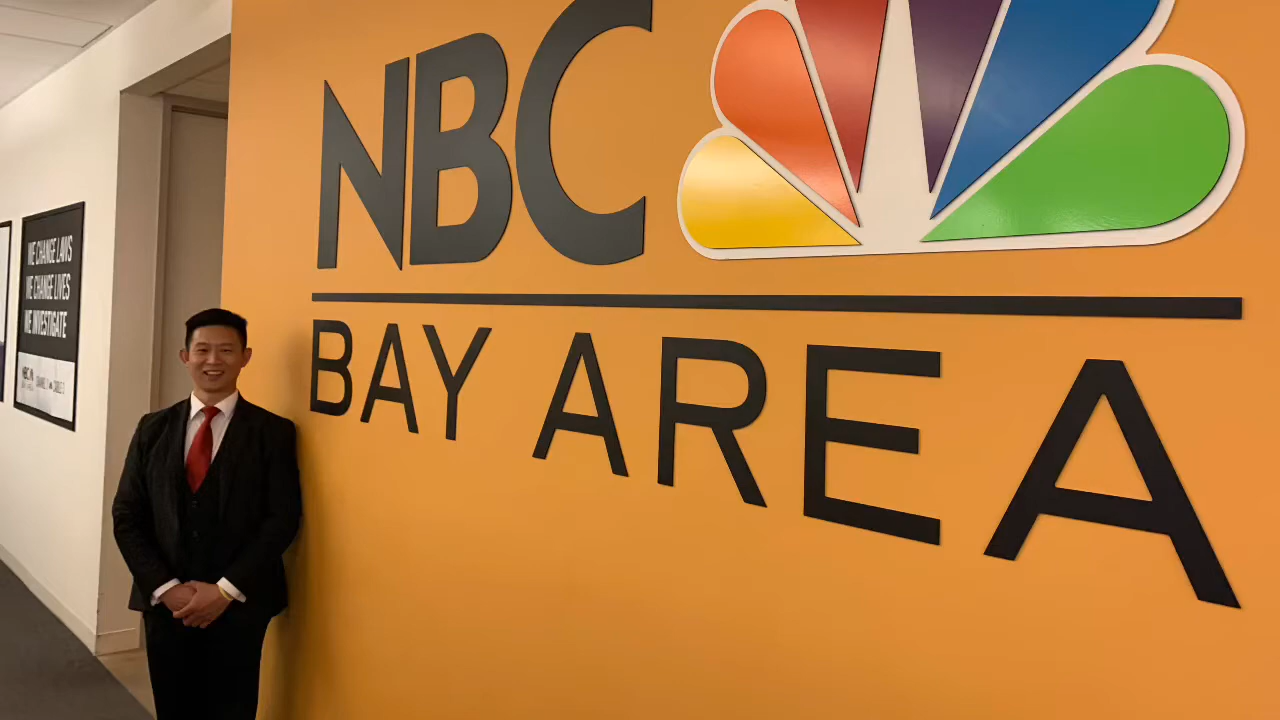 WE CHANGE LAWS
WE CHANGE LIVES
WE INVESTIGATE
NBC
BAY AREA